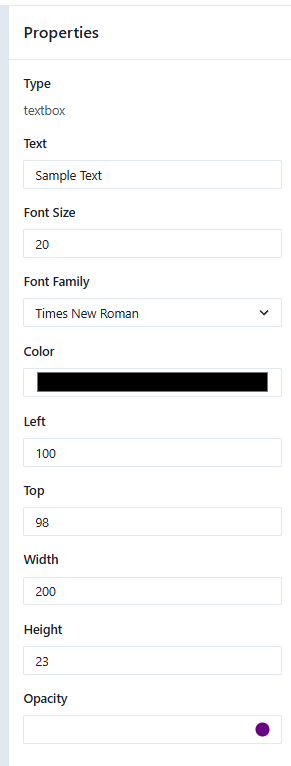 Properties
Type
textbox
Text
Sample Text
Font Size
20
Font Family
Times New Roman
Color
Left
100
Top
98
Width
200
Height
23
Opacity